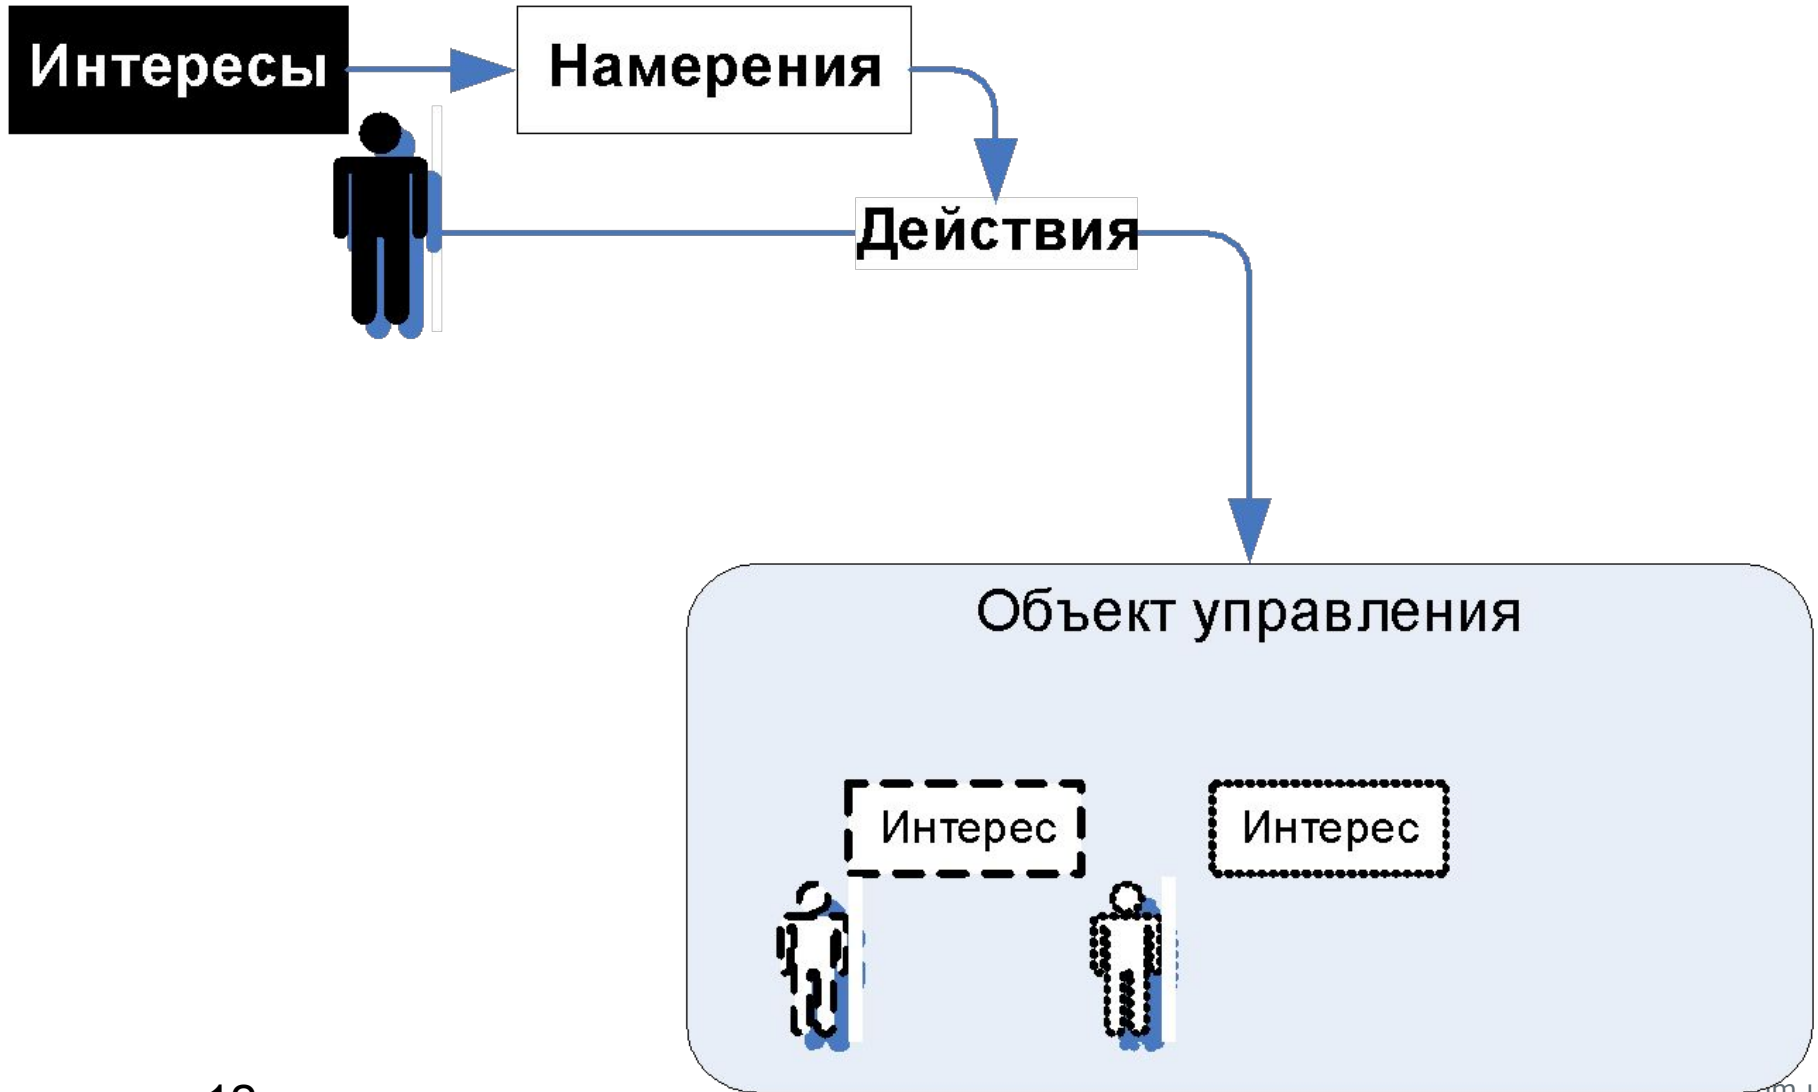 Интересы
Намерения
Действия
Объект управления
Интерес
Интерес